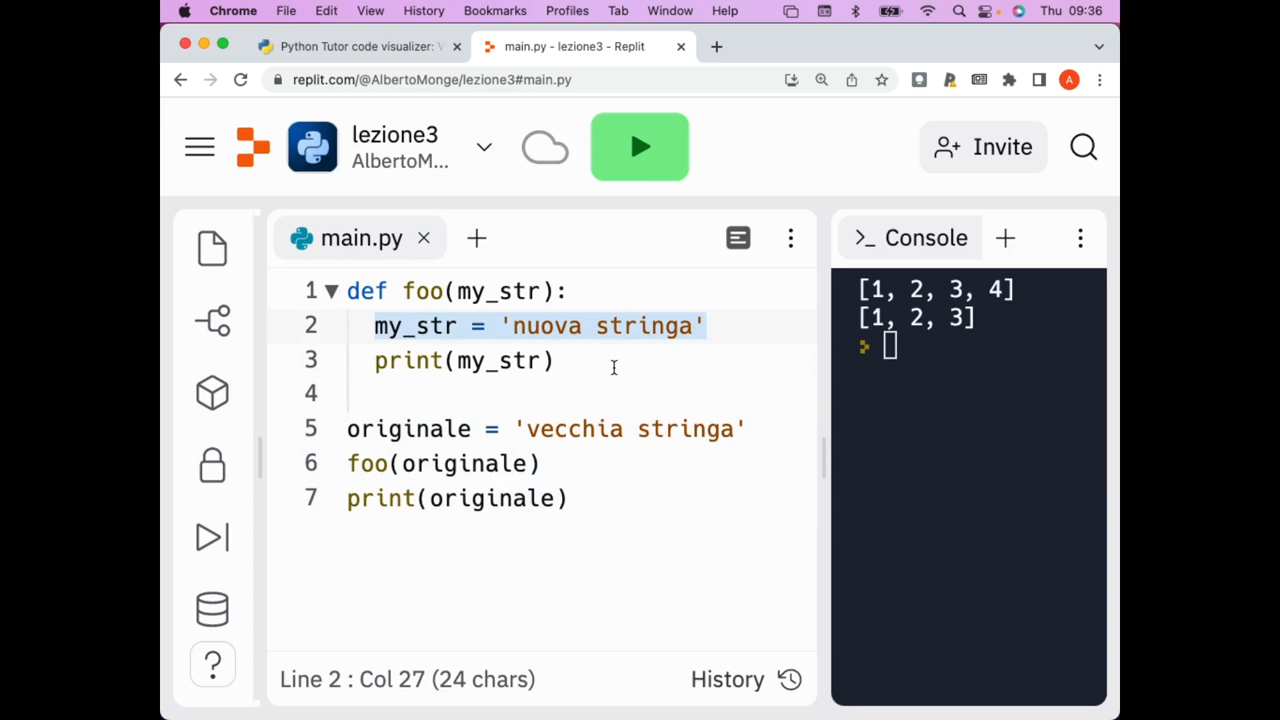 Chrome File Edit View History Bookmarks Profiles Tab Window Help Thu 09:36
Python Tutor code visualizer: V
main.py - lezione3 - Replit
replit.com/@AlbertoMonge/lezione3#main.py
A
lezione3
AlbertoM...
Invite
main.py
>_ Console
1 def foo(my_str):
2 my_str = 'nuova stringa'
3 print(my_str)
4
5 originale = 'vecchia stringa'
6 foo(originale)
7 print(originale)
[1, 2, 3, 4]
[1, 2, 3]
Line 2 : Col 27 (24 chars)
History